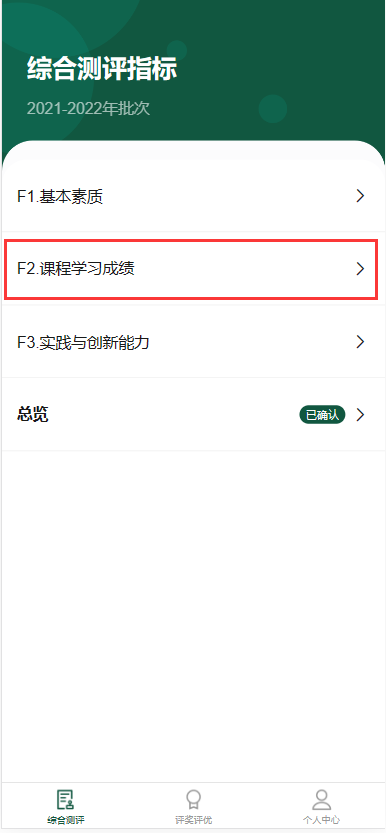 综合测评指标
2021-2022年批次
F1.基本素质
F2.课程学习成绩
F3.实践与创新能力
总览 已确认
综合测评 评奖评优 个人中心